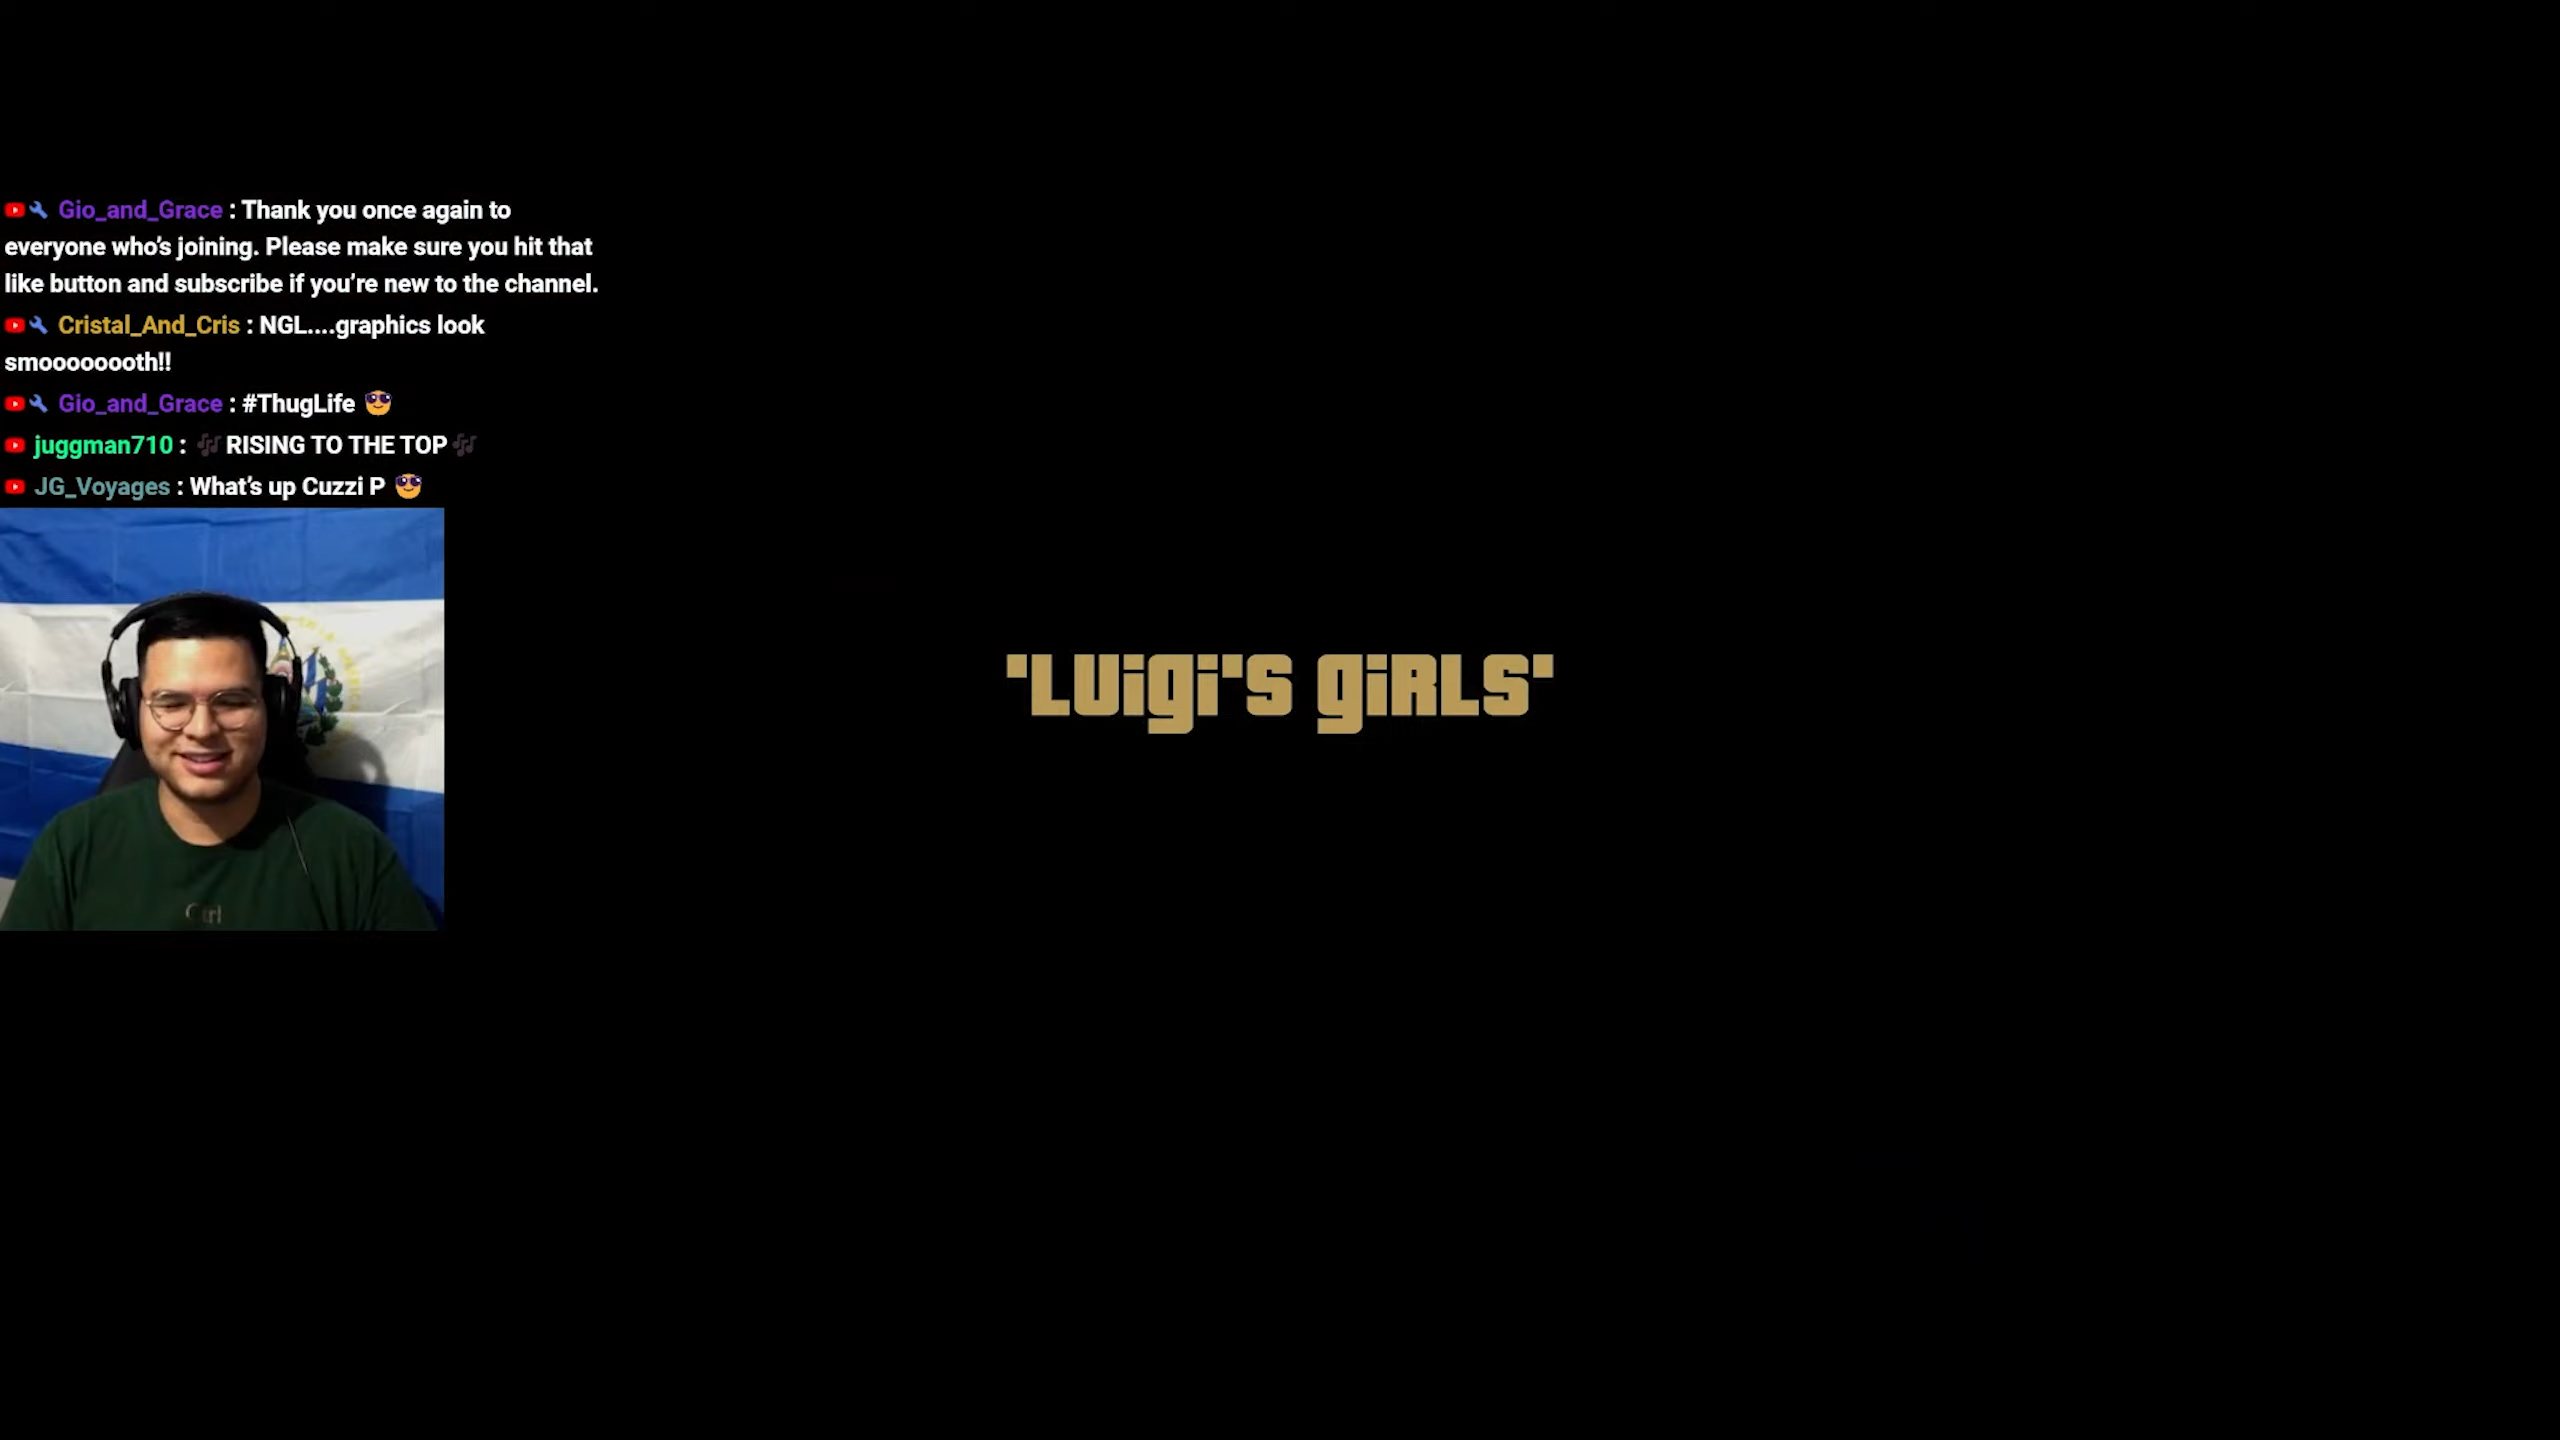 Gio_and_Grace : Thank you once again to
everyone who's joining. Please make sure you hit that
like button and subscribe if you're new to the channel.
Cristal_And_Cris : NGL....graphics look
smoooooooth!!
Gio_and_Grace : #ThugLife 😎
juggman710 : 🎶RISING TO THE TOP🎶
JG_Voyages : What's up Cuzzi P 😎
Ctrl
'LUigi'S giRLS'